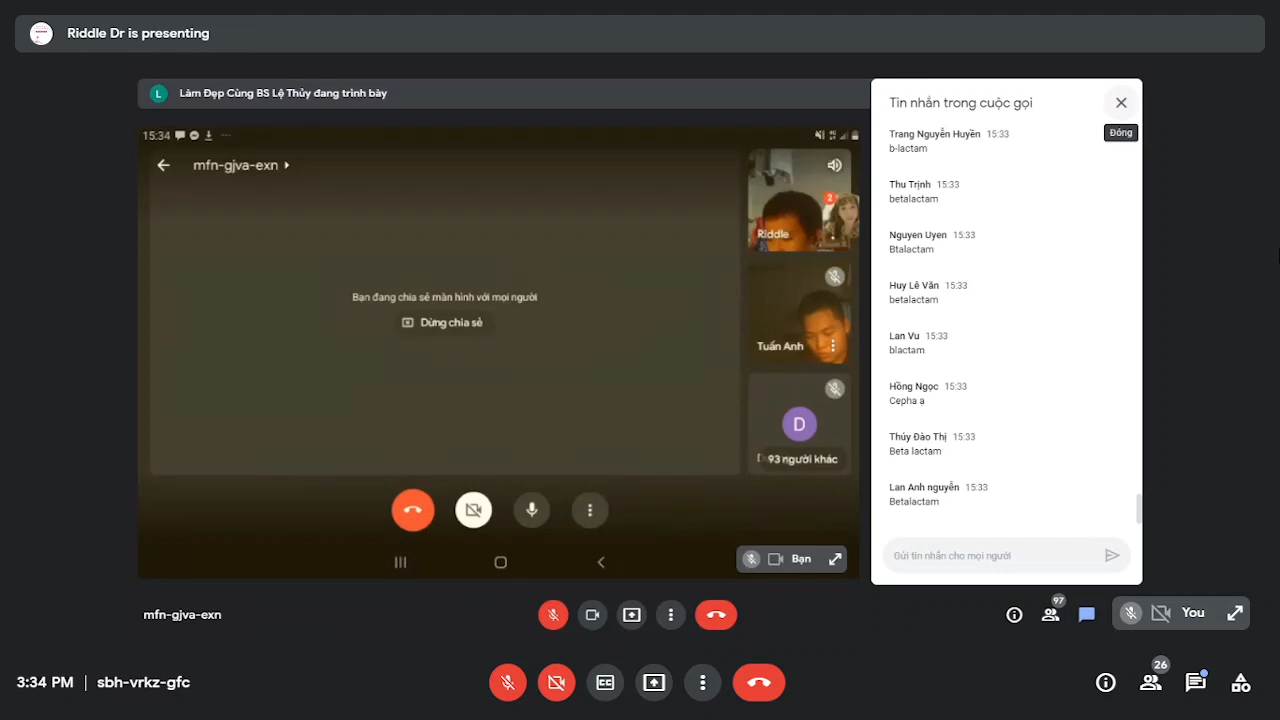 Riddle Dr is presenting
L
Làm Đẹp Cùng BS Lệ Thủy đang trình bày
15:34
mfn-gjva-exn
Bạn đang chia sẻ màn hình với mọi người
Dừng chia sẻ
2
Riddle
Tuấn Anh
D
93 người khác
Bạn
Tin nhắn trong cuộc gọi
Đóng
Trang Nguyễn Huyền 15:33
b-lactam
Thu Trịnh 15:33
betalactam
Nguyen Uyen 15:33
Btalactam
Huy Lê Văn 15:33
betalactam
Lan Vu 15:33
blactam
Hồng Ngọc 15:33
Cepha ạ
Thúy Đào Thị 15:33
Beta lactam
Lan Anh nguyễn 15:33
Betalactam
Gửi tin nhắn cho mọi người
mfn-gjva-exn
97
You
3:34 PM | sbh-vrkz-gfc
CC
26